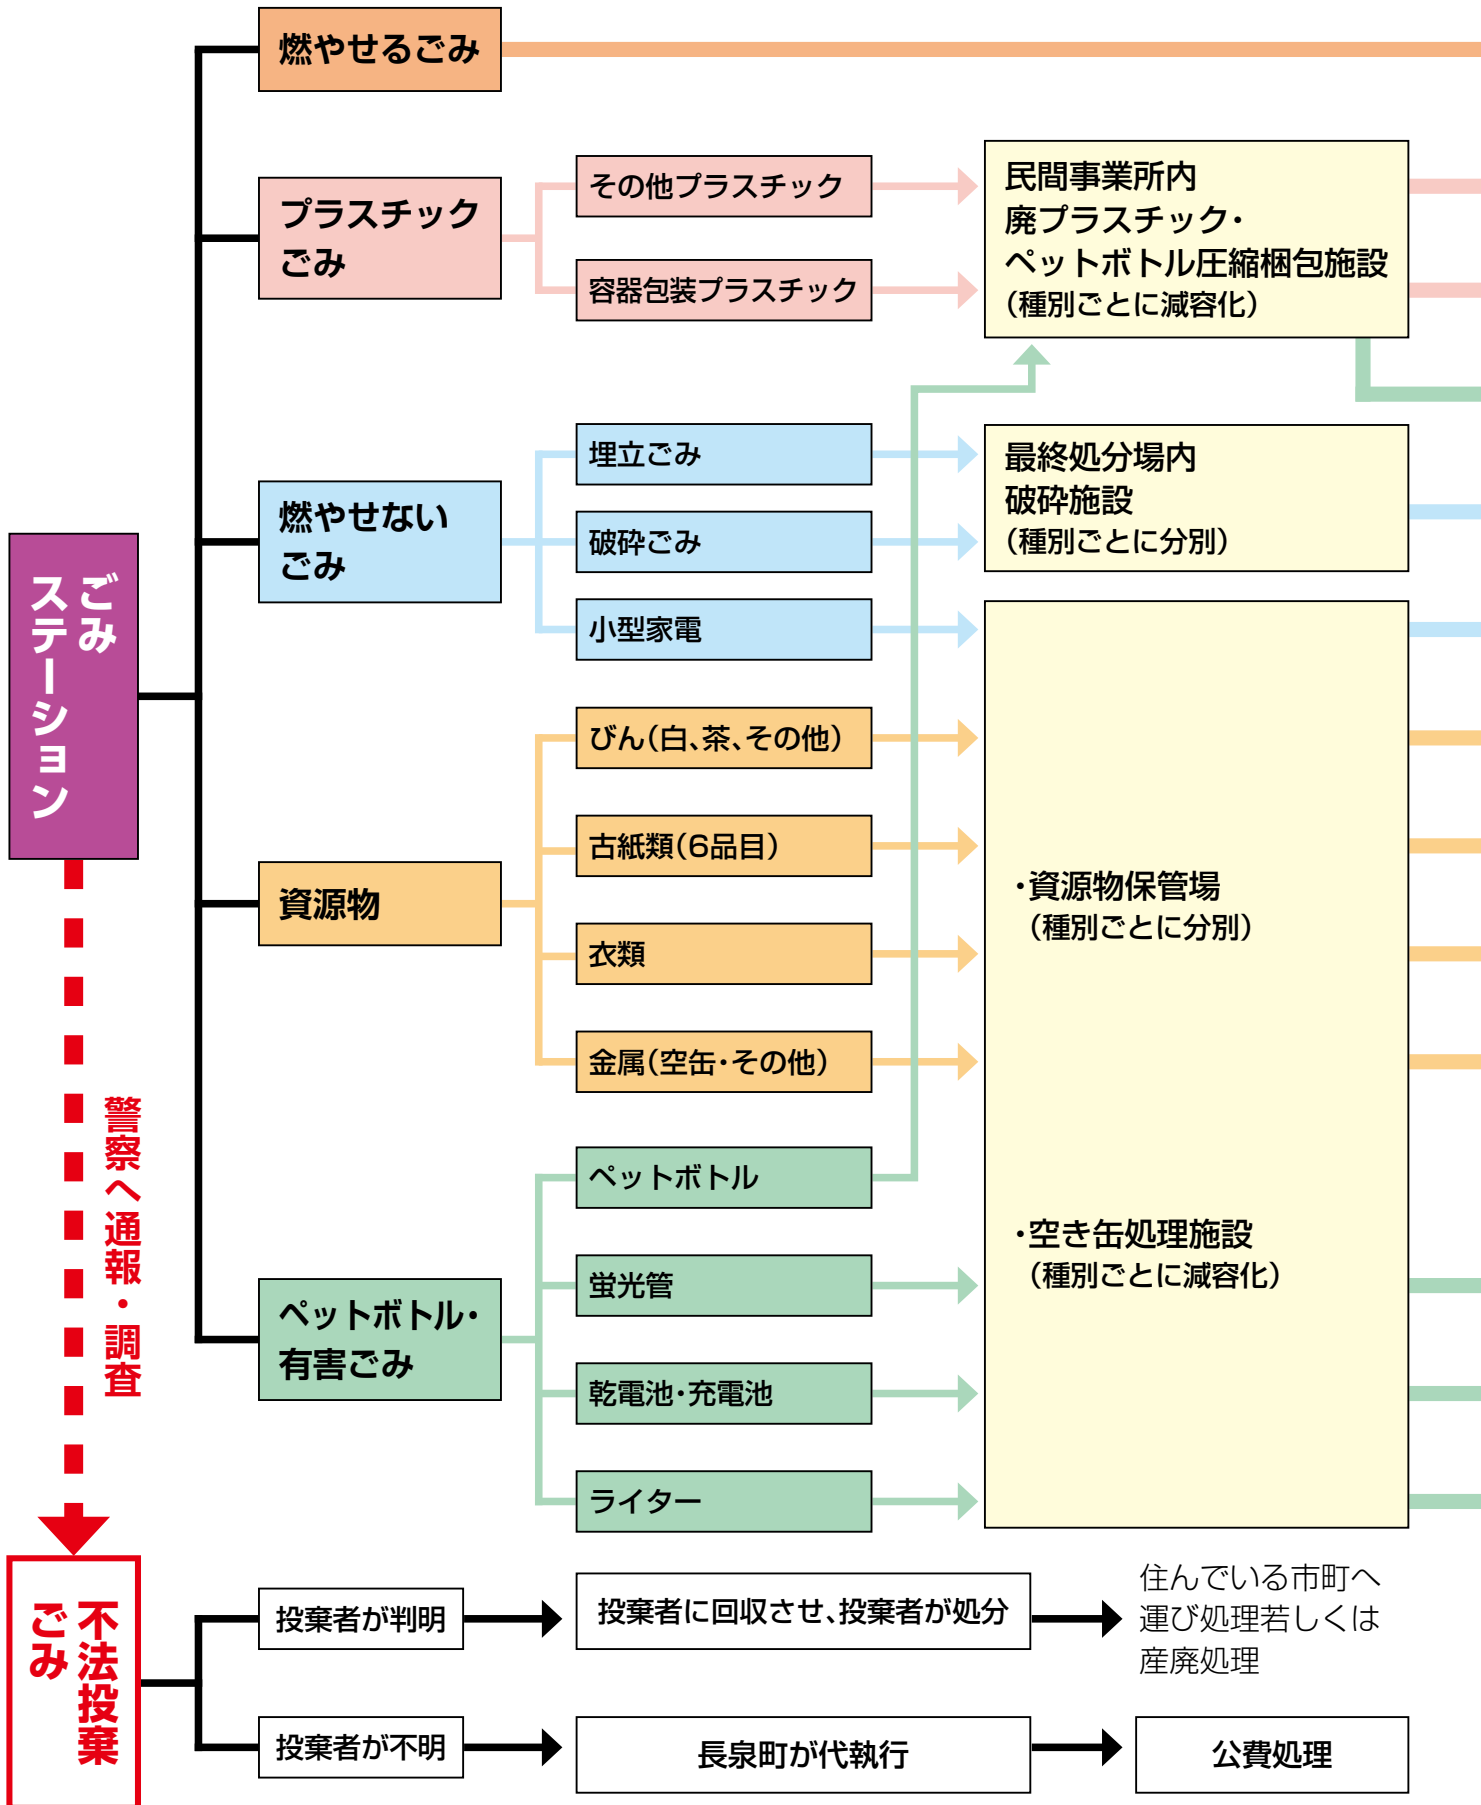 燃やせるごみ
プラスチック
ごみ
その他プラスチック
容器包装プラスチック
民間事業所内
廃プラスチック・
ペットボトル圧縮梱包施設
（種別ごとに減容化）
燃やせない
ごみ
埋立ごみ
破砕ごみ
小型家電
最終処分場内
破砕施設
（種別ごとに分別）
ごみ
ステーション
資源物
びん（白、茶、その他）
古紙類（6品目）
衣類
金属（空缶・その他）
・資源物保管場
（種別ごとに分別）
・空き缶処理施設
（種別ごとに減容化）
ペットボトル・
有害ごみ
ペットボトル
蛍光管
乾電池・充電池
ライター
警察へ通報・調査
不法投棄
ごみ
投棄者が判明
投棄者に回収させ、投棄者が処分
住んでいる市町へ
運び処理若しくは
産廃処理
投棄者が不明
長泉町が代執行
公費処理